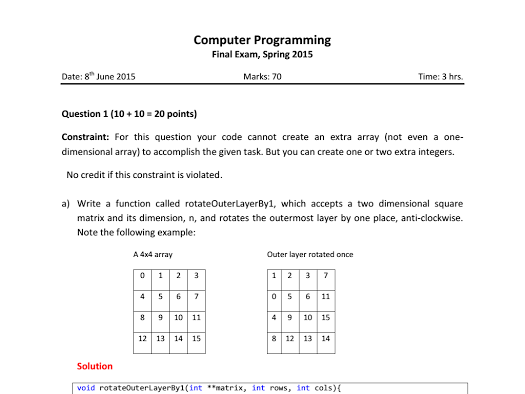 Computer Programming
Final Exam, Spring 2015
Date: 8th June 2015 Marks: 70 Time: 3 hrs.
Question 1 (10 + 10 = 20 points)
Constraint: For this question your code cannot create an extra array (not even a one-
dimensional array) to accomplish the given task. But you can create one or two extra integers.
No credit if this constraint is violated.
a) Write a function called rotateOuterLayerBy1, which accepts a two dimensional square
matrix and its dimension, n, and rotates the outermost layer by one place, anti-clockwise.
Note the following example:
A 4x4 array Outer layer rotated once
0 1 2 3 1 2 3 7
4 5 6 7 0 5 6 11
8 9 10 11 4 9 10 15
12 13 14 15 8 12 13 14
Solution
void rotateOuterLayerBy1(int **matrix, int rows, int cols){